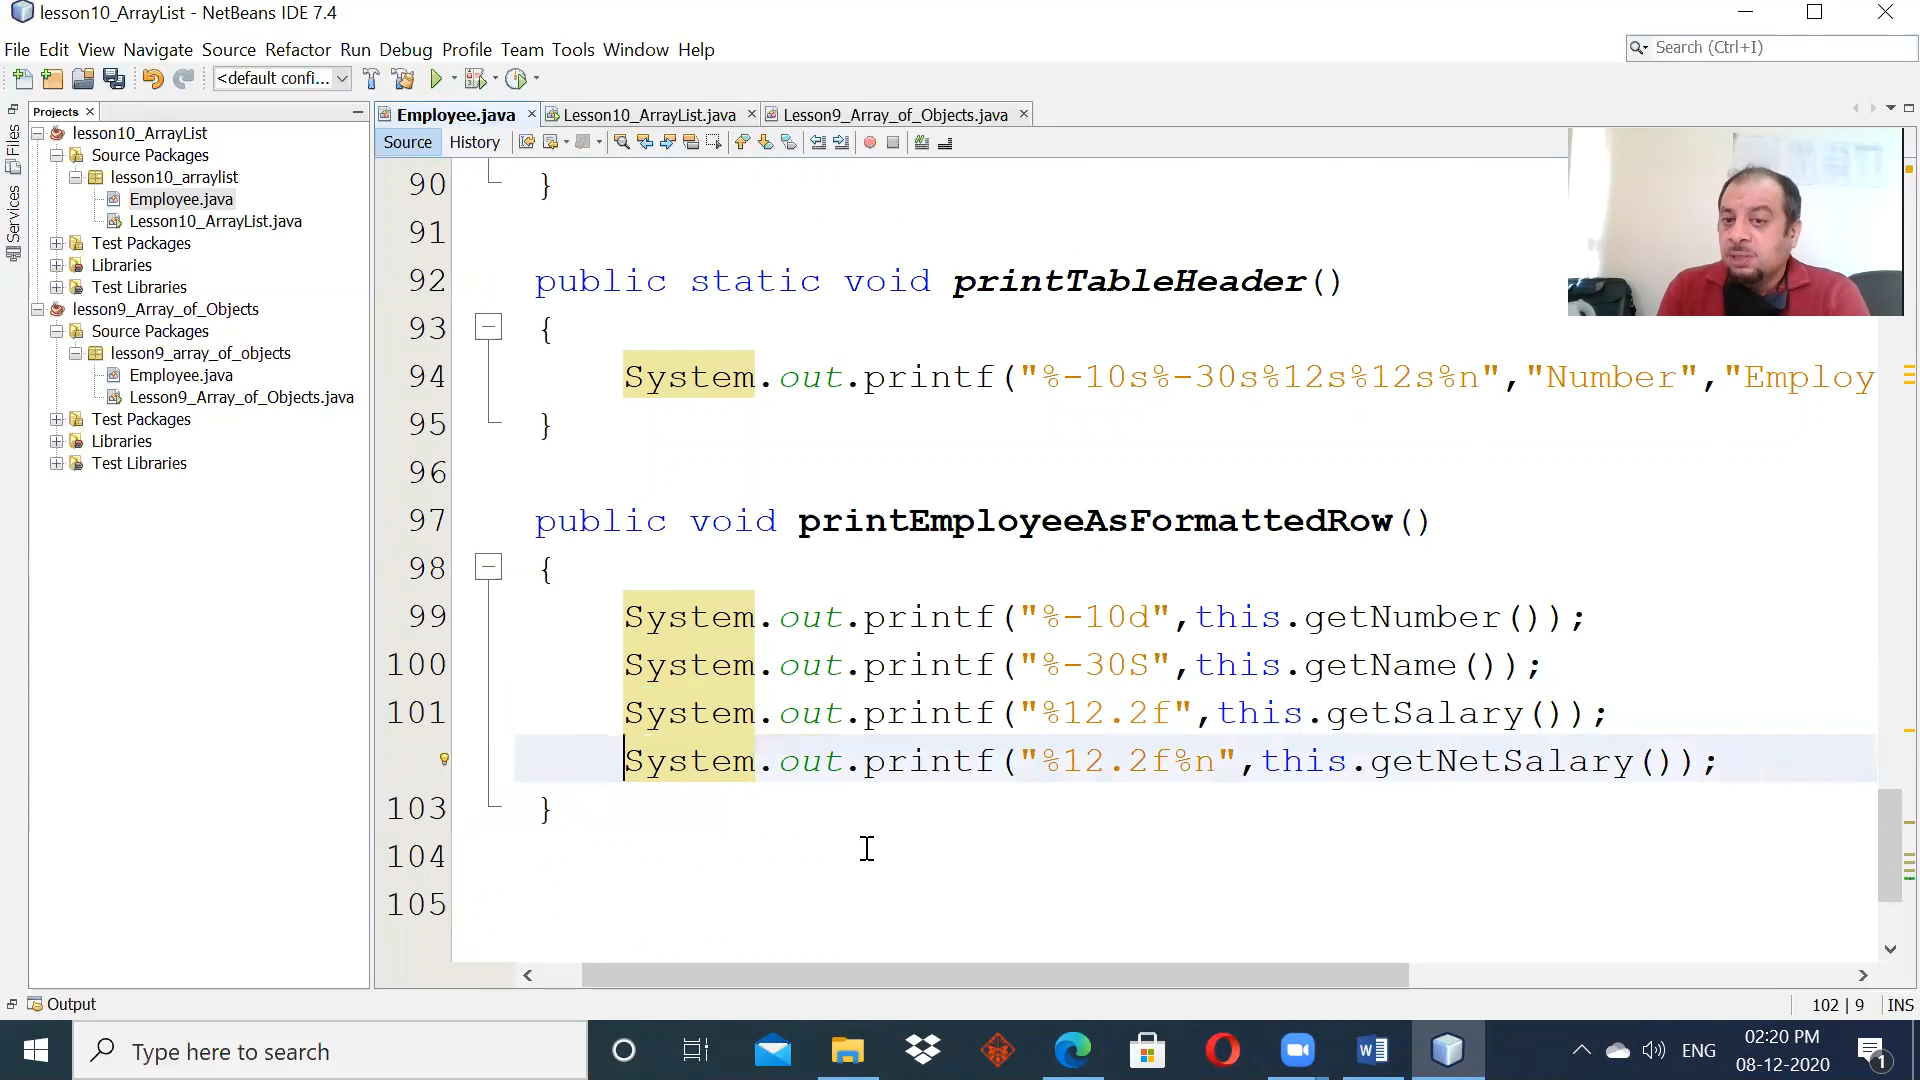 lesson10_ArrayList - NetBeans IDE 7.4
File Edit View Navigate Source Refactor Run Debug Profile Team Tools Window Help
Search (Ctrl+I)
<default confi...
Projects
Files
Services
lesson10_ArrayList
Source Packages
lesson10_arraylist
Employee.java
Lesson10_ArrayList.java
Test Packages
Libraries
Test Libraries
lesson9_Array_of_Objects
Source Packages
lesson9_array_of_objects
Employee.java
Lesson9_Array_of_Objects.java
Test Packages
Libraries
Test Libraries
Employee.java Lesson10_ArrayList.java Lesson9_Array_of_Objects.java
Source History
90 }
91
92 public static void printTableHeader()
93 {
94 System.out.printf("%-10s%-30s%12s%12s%n","Number","Employ
95 }
96
97 public void printEmployeeAsFormattedRow()
98 {
99 System.out.printf("%-10d",this.getNumber());
100 System.out.printf("%-30S",this.getName());
101 System.out.printf("%12.2f",this.getSalary());
System.out.printf("%12.2f%n",this.getNetSalary());
103 }
104
105
Output
102 | 9 INS
Type here to search
ENG
02:20 PM
08-12-2020
1